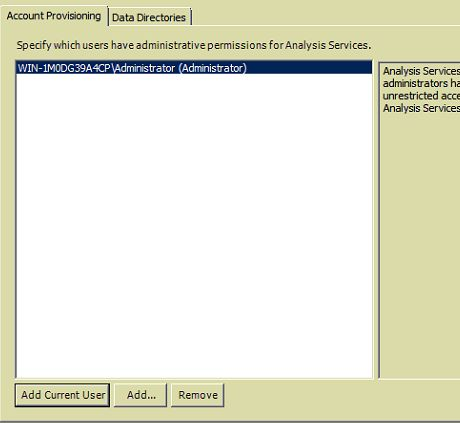 Account Provisioning
Data Directories
Specify which users have administrative permissions for Analysis Services.
WIN-1M0DG39A4CP\Administrator (Administrator)
Analysis Services
administrators ha
unrestricted acce
Analysis Services
Add Current User
Add...
Remove